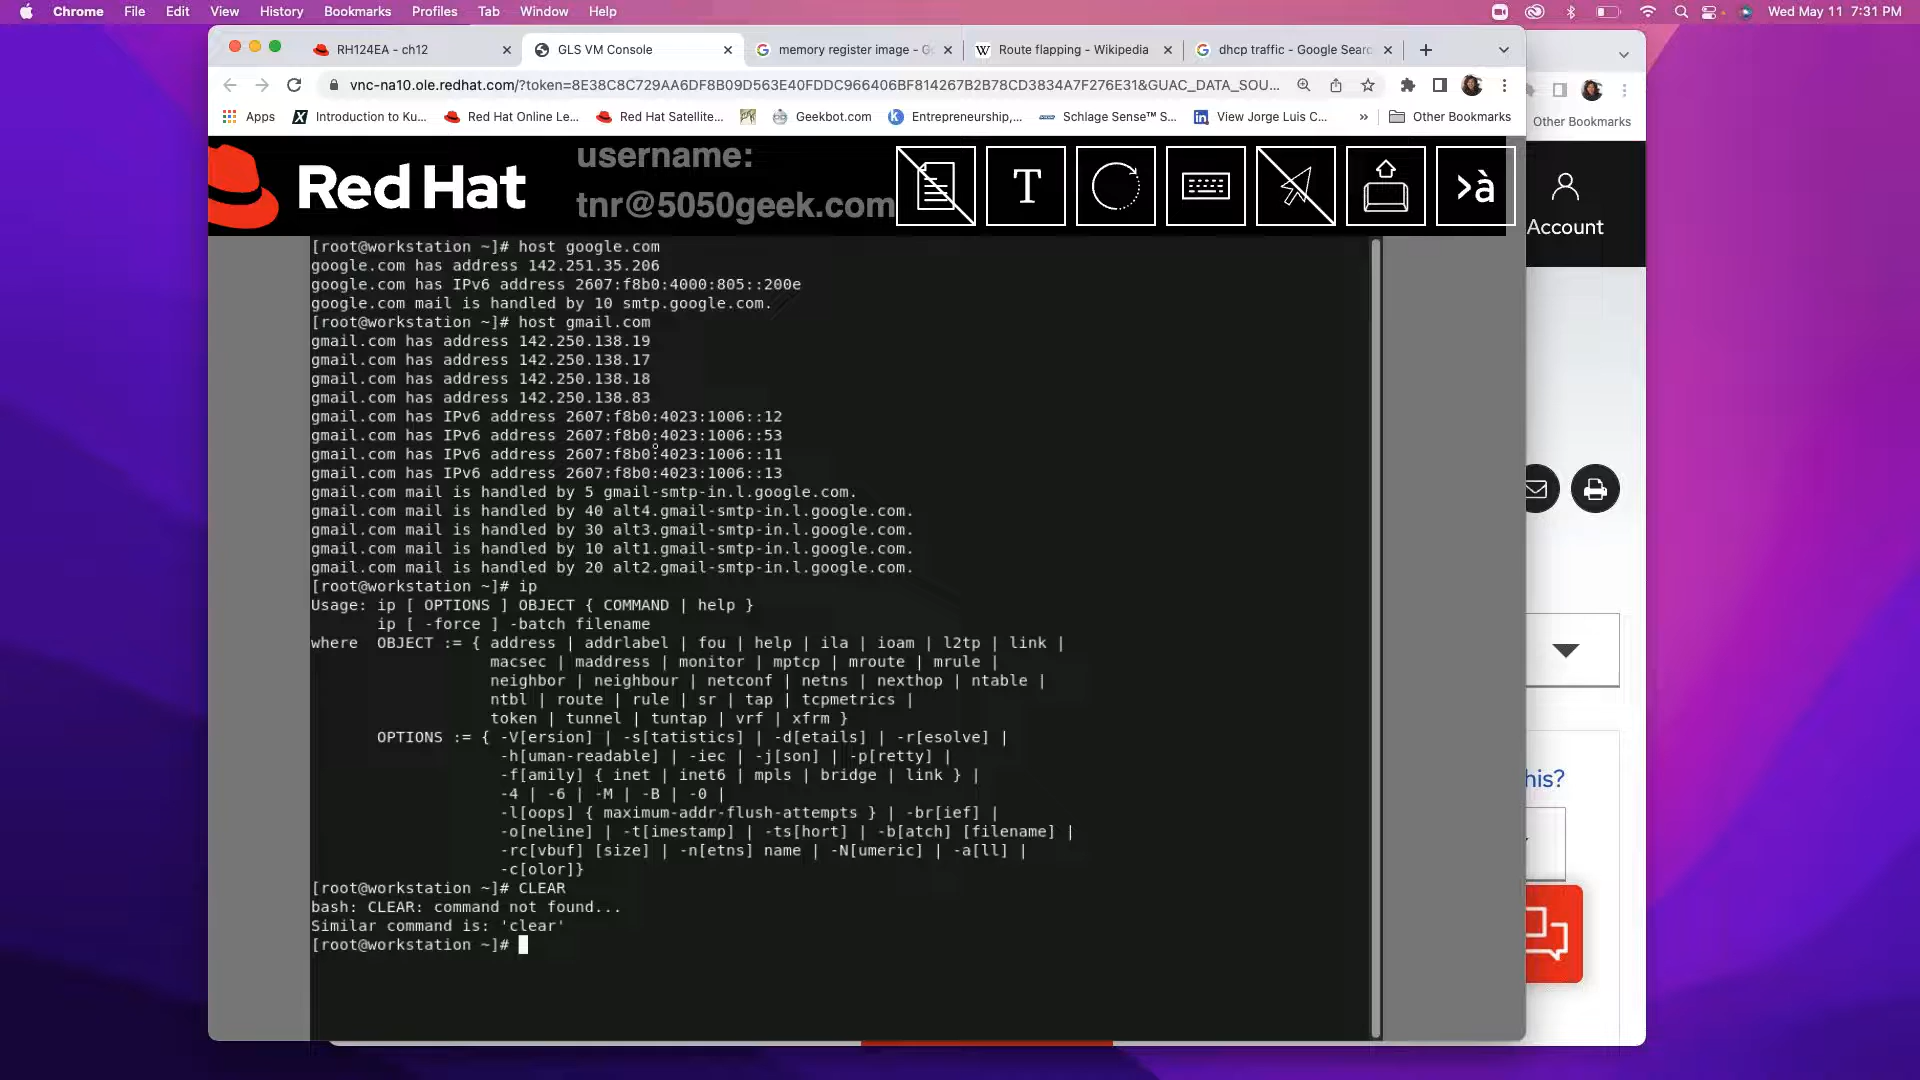 Chrome File Edit View History Bookmarks Profiles Tab Window Help Wed May 11 7:31 PM
RH124EA - ch12
GLS VM Console
memory register image - G
Route flapping - Wikipedia
dhcp traffic - Google Searc
vnc-na10.ole.redhat.com/?token=8E38C8C729AA6DF8B09D563E40FDDC966406BF814267B2B78CD3834A7F276E31&GUAC_DATA_SOU...
Apps Introduction to Ku... Red Hat Online Le... Red Hat Satellite... Geekbot.com Entrepreneurship,... Schlage Sense™ S... View Jorge Luis C... » Other Bookmarks
Other Bookmarks
Red Hat
username:
tnr@5050geek.com
T
>à
Account
[root@workstation ~]# host google.com
google.com has address 142.251.35.206
google.com has IPv6 address 2607:f8b0:4000:805::200e
google.com mail is handled by 10 smtp.google.com.
[root@workstation ~]# host gmail.com
gmail.com has address 142.250.138.19
gmail.com has address 142.250.138.17
gmail.com has address 142.250.138.18
gmail.com has address 142.250.138.83
gmail.com has IPv6 address 2607:f8b0:4023:1006::12
gmail.com has IPv6 address 2607:f8b0:4023:1006::53
gmail.com has IPv6 address 2607:f8b0:4023:1006::11
gmail.com has IPv6 address 2607:f8b0:4023:1006::13
gmail.com mail is handled by 5 gmail-smtp-in.l.google.com.
gmail.com mail is handled by 40 alt4.gmail-smtp-in.l.google.com.
gmail.com mail is handled by 30 alt3.gmail-smtp-in.l.google.com.
gmail.com mail is handled by 10 alt1.gmail-smtp-in.l.google.com.
gmail.com mail is handled by 20 alt2.gmail-smtp-in.l.google.com.
[root@workstation ~]# ip
Usage: ip [ OPTIONS ] OBJECT { COMMAND | help }
ip [ -force ] -batch filename
where OBJECT := { address | addrlabel | fou | help | ila | ioam | l2tp | link |
macsec | maddress | monitor | mptcp | mroute | mrule |
neighbor | neighbour | netconf | netns | nexthop | ntable |
ntbl | route | rule | sr | tap | tcpmetrics |
token | tunnel | tuntap | vrf | xfrm }
OPTIONS := { -V[ersion] | -s[tatistics] | -d[etails] | -r[esolve] |
-h[uman-readable] | -iec | -j[son] | -p[retty] |
-f[amily] { inet | inet6 | mpls | bridge | link } |
-4 | -6 | -M | -B | -0 |
-l[oops] { maximum-addr-flush-attempts } | -br[ief] |
-o[neline] | -t[imestamp] | -ts[hort] | -b[atch] [filename] |
-rc[vbuf] [size] | -n[etns] name | -N[umeric] | -a[ll] |
-c[olor]}
[root@workstation ~]# CLEAR
bash: CLEAR: command not found...
Similar command is: 'clear'
[root@workstation ~]#
his?